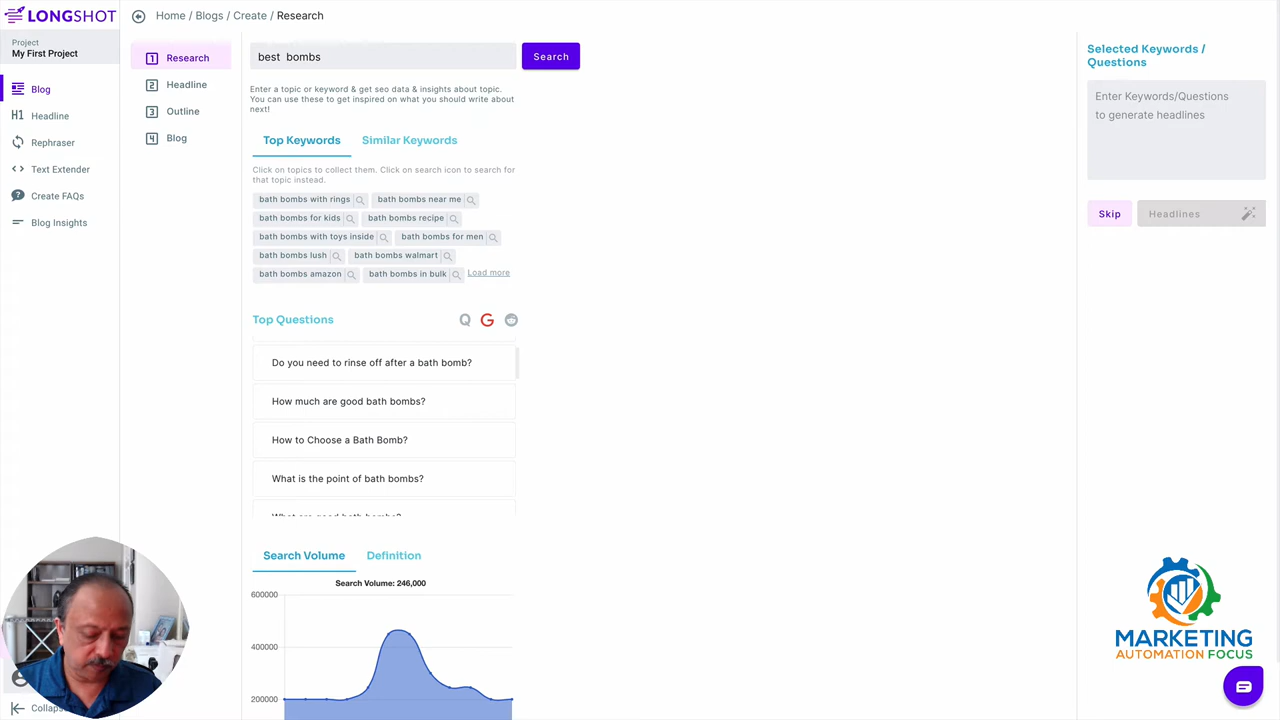 LONGSHOT
Home / Blogs / Create / Research
Project
My First Project
Blog
Headline
Rephraser
Text Extender
Create FAQs
Blog Insights
Collaps
1 Research
2 Headline
3 Outline
4 Blog
best  bombs
Search
Enter a topic or keyword & get seo data & insights about topic.
You can use these to get inspired on what you should write about
next!
Top Keywords Similar Keywords
Click on topics to collect them. Click on search icon to search for
that topic instead.
bath bombs with rings bath bombs near me
bath bombs for kids bath bombs recipe
bath bombs with toys inside bath bombs for men
bath bombs lush bath bombs walmart
bath bombs amazon bath bombs in bulk Load more
Top Questions
Do you need to rinse off after a bath bomb?
How much are good bath bombs?
How to Choose a Bath Bomb?
What is the point of bath bombs?
What are good bath bombs?
Search Volume Definition
Search Volume: 246,000
600000
400000
200000
Selected Keywords /
Questions
Enter Keywords/Questions
to generate headlines
Skip Headlines
MARKETING
AUTOMATION FOCUS